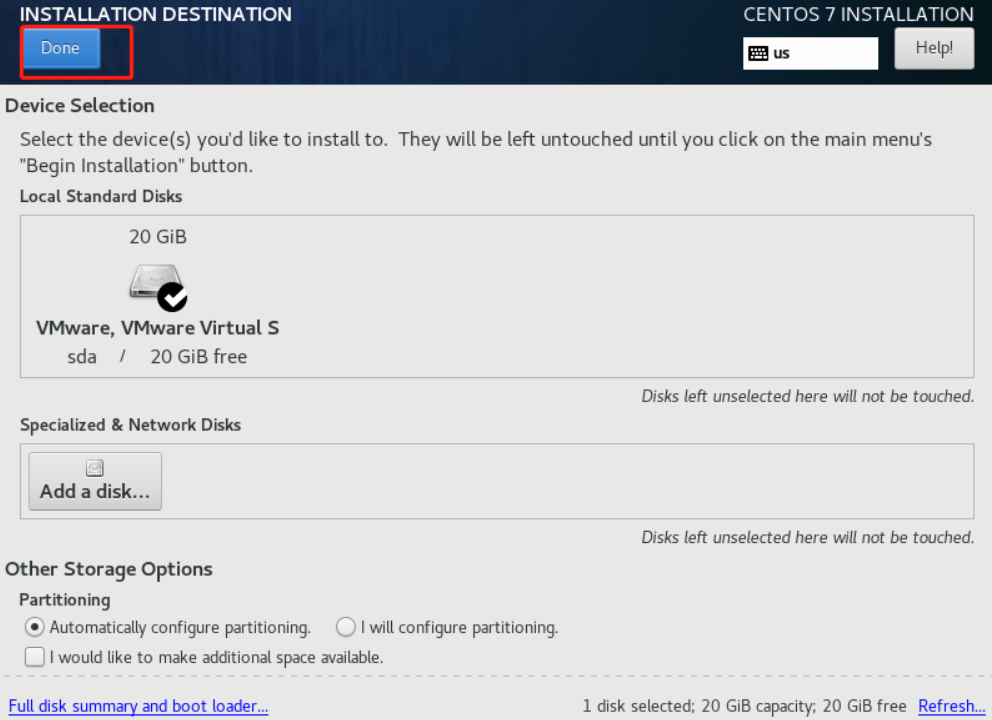 INSTALLATION DESTINATION
CENTOS 7 INSTALLATION
Done
us
Help!
Device Selection
Select the device(s) you'd like to install to. They will be left untouched until you click on the main menu's
"Begin Installation" button.
Local Standard Disks
20 GiB
VMware, VMware Virtual S
sda / 20 GiB free
Disks left unselected here will not be touched.
Specialized & Network Disks
Add a disk...
Disks left unselected here will not be touched.
Other Storage Options
Partitioning
Automatically configure partitioning. I will configure partitioning.
I would like to make additional space available.
Full disk summary and boot loader... 1 disk selected; 20 GiB capacity; 20 GiB free Refresh...